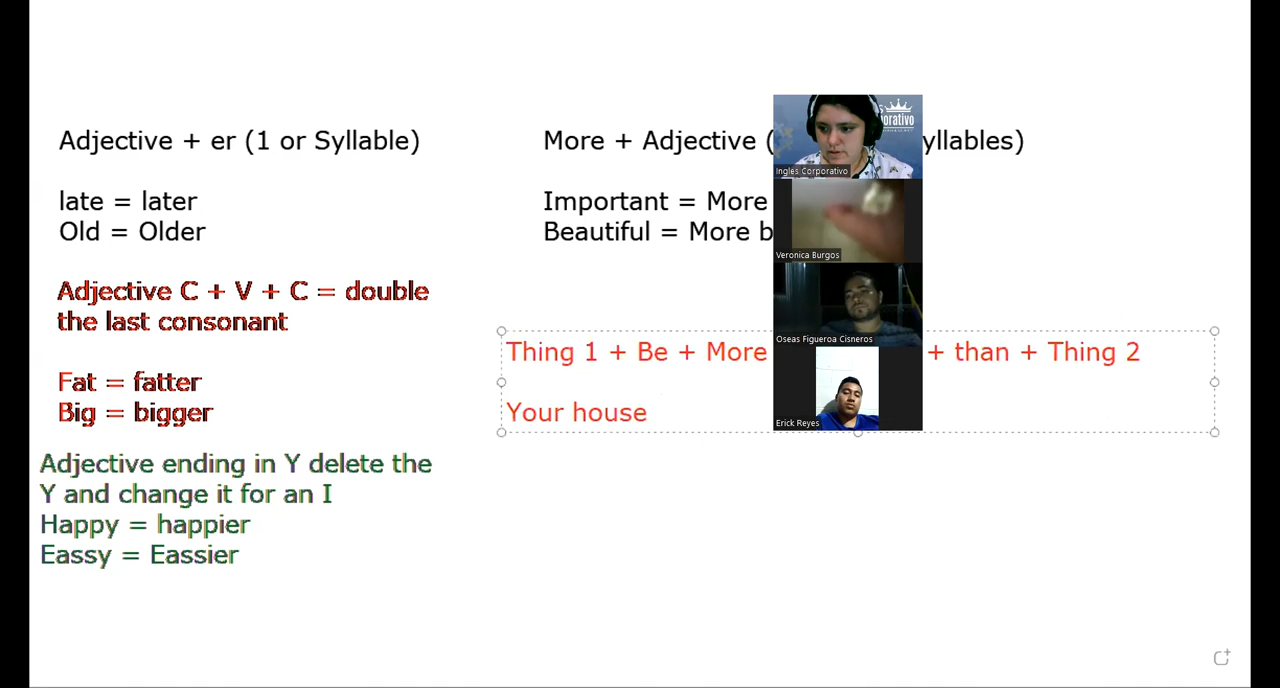 Adjective + er (1 or Syllable)
late = later
Old = Older
Adjective C + V + C = double
the last consonant
Fat = fatter
Big = bigger
Adjective ending in Y delete the
Y and change it for an I
Happy = happier
Eassy = Eassier
More + Adjective ( yllables)
Important = More
Beautiful = More b
Thing 1 + Be + More + than + Thing 2
Your house
orativo
Ingles Corporativo
Veronica Burgos
Oseas Figueroa Cisneros
Erick Reyes